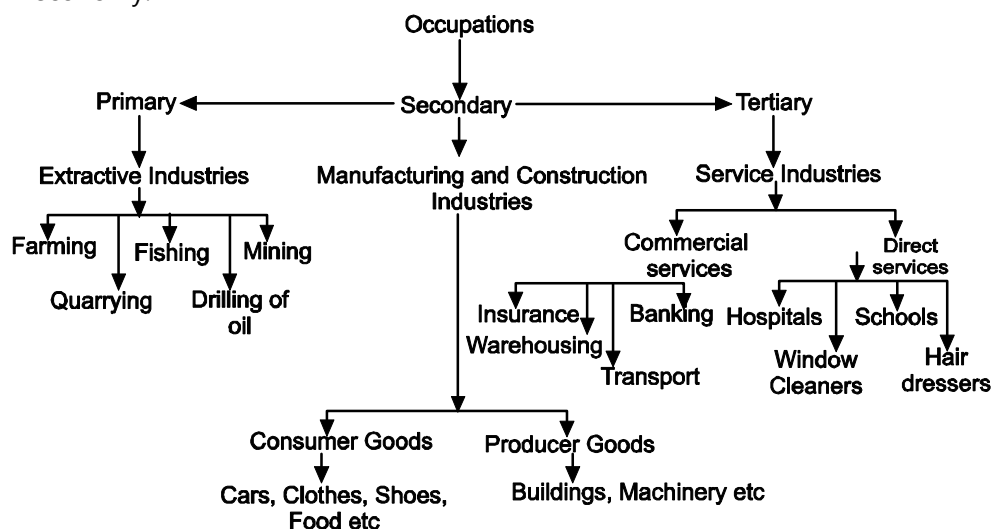 Occupations
Primary
Secondary
Tertiary
Extractive Industries
Manufacturing and Construction
Industries
Service Industries
Farming
Fishing
Mining
Quarrying
Drilling of
oil
Commercial
services
Direct
services
Insurance
Banking
Warehousing
Transport
Hospitals
Schools
Window
Cleaners
Hair
dressers
Consumer Goods
Producer Goods
Cars, Clothes, Shoes,
Food etc
Buildings, Machinery etc